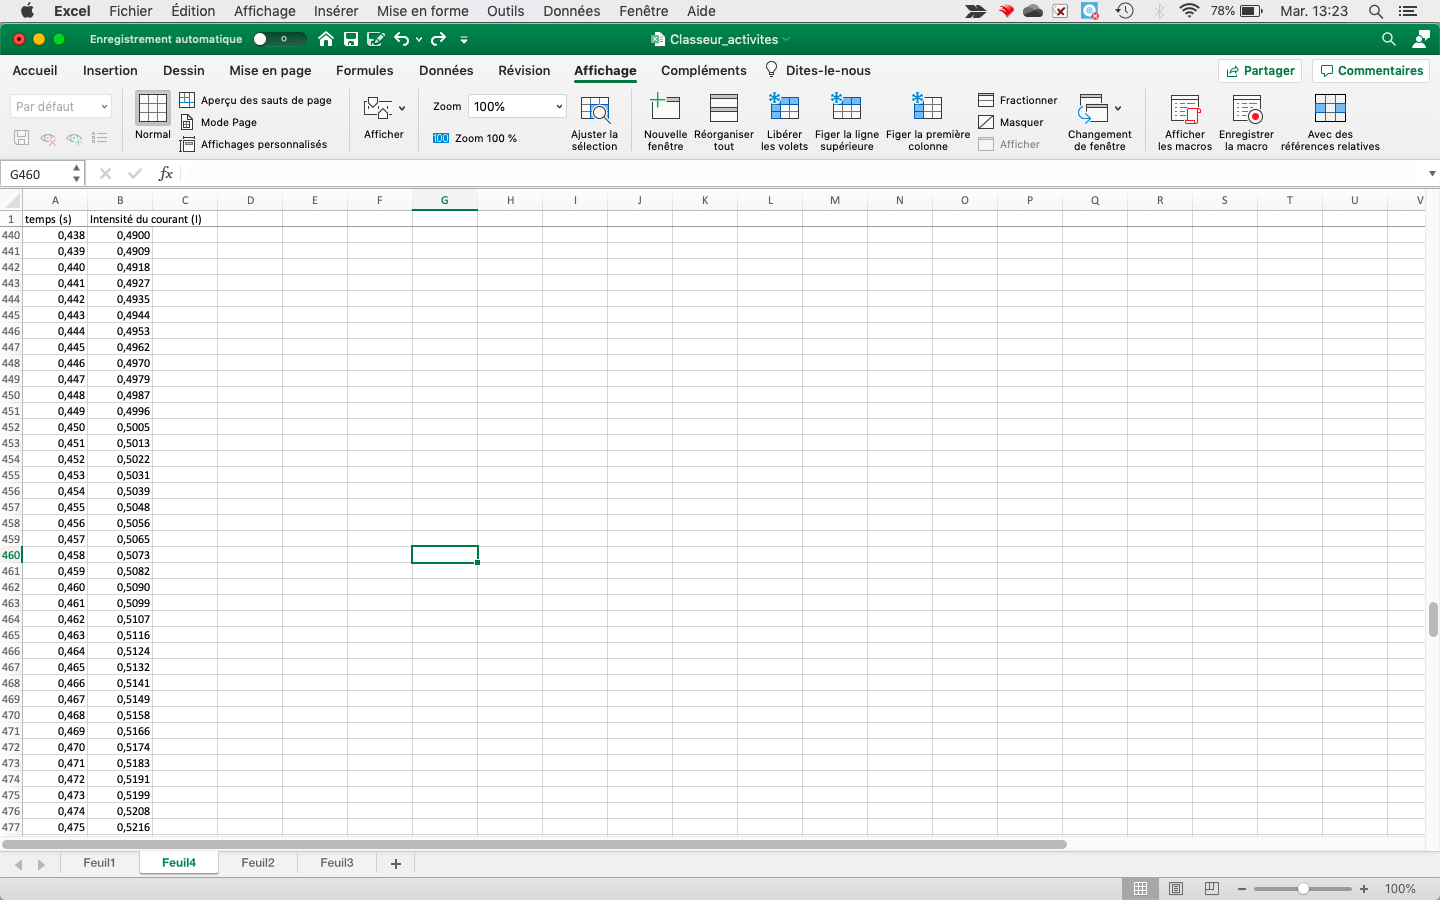 Excel Fichier Édition Affichage Insérer Mise en forme Outils Données Fenêtre Aide 78% Mar. 13:23
Enregistrement automatique Classeur_activites
Accueil Insertion Dessin Mise en page Formules Données Révision Affichage Compléments Dites-le-nous Partager Commentaires
Par défaut
Normal
Aperçu des sauts de page
Mode Page
Affichages personnalisés
Afficher
Zoom 100%
100 Zoom 100 %
Ajuster la
sélection
Nouvelle
fenêtre
Réorganiser
tout
Libérer
les volets
Figer la ligne
supérieure
Figer la première
colonne
Fractionner
Masquer
Afficher
Changement
de fenêtre
Afficher
les macros
Enregistrer
la macro
Avec des
références relatives
G460 fx
A B C D E F G H I J K L M N O P Q R S T U V
1 temps (s) Intensité du courant (I)
440 0,438 0,4900
441 0,439 0,4909
442 0,440 0,4918
443 0,441 0,4927
444 0,442 0,4935
445 0,443 0,4944
446 0,444 0,4953
447 0,445 0,4962
448 0,446 0,4970
449 0,447 0,4979
450 0,448 0,4987
451 0,449 0,4996
452 0,450 0,5005
453 0,451 0,5013
454 0,452 0,5022
455 0,453 0,5031
456 0,454 0,5039
457 0,455 0,5048
458 0,456 0,5056
459 0,457 0,5065
460 0,458 0,5073
461 0,459 0,5082
462 0,460 0,5090
463 0,461 0,5099
464 0,462 0,5107
465 0,463 0,5116
466 0,464 0,5124
467 0,465 0,5132
468 0,466 0,5141
469 0,467 0,5149
470 0,468 0,5158
471 0,469 0,5166
472 0,470 0,5174
473 0,471 0,5183
474 0,472 0,5191
475 0,473 0,5199
476 0,474 0,5208
477 0,475 0,5216
Feuil1 Feuil4 Feuil2 Feuil3 +
100%